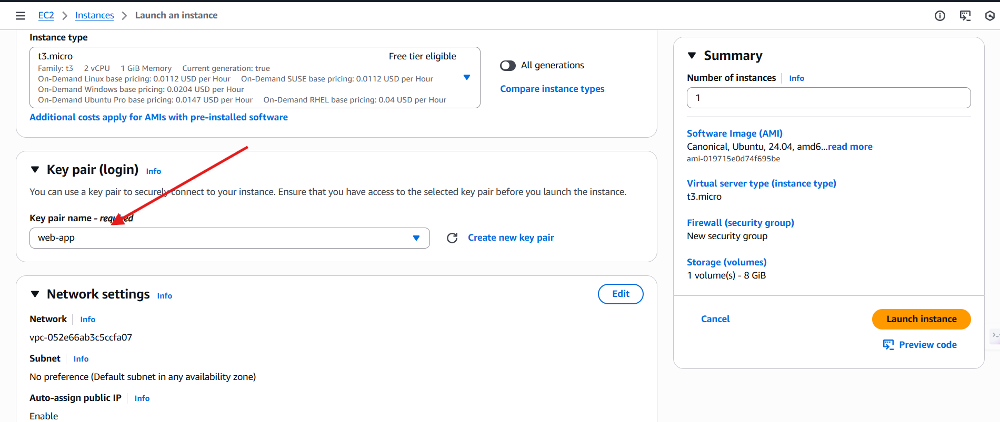 EC2 > Instances > Launch an instance
Instance type
t3.micro Free tier eligible
Family: t3 2 vCPU 1 GiB Memory Current generation: true
On-Demand Linux base pricing: 0.0112 USD per Hour On-Demand SUSE base pricing: 0.0112 USD per Hour
On-Demand Windows base pricing: 0.0204 USD per Hour
On-Demand Ubuntu Pro base pricing: 0.0147 USD per Hour On-Demand RHEL base pricing: 0.04 USD per Hour
All generations
Compare instance types
Additional costs apply for AMIs with pre-installed software
Key pair (login) Info
You can use a key pair to securely connect to your instance. Ensure that you have access to the selected key pair before you launch the instance.
Key pair name - required
web-app
Create new key pair
Network settings Info
Edit
Network Info
vpc-052e66ab3c5ccfa07
Subnet Info
No preference (Default subnet in any availability zone)
Auto-assign public IP Info
Enable
Summary
Number of instances Info
1
Software Image (AMI)
Canonical, Ubuntu, 24.04, amd6...read more
ami-019715e0d74f695be
Virtual server type (instance type)
t3.micro
Firewall (security group)
New security group
Storage (volumes)
1 volume(s) - 8 GiB
Cancel
Launch instance
Preview code